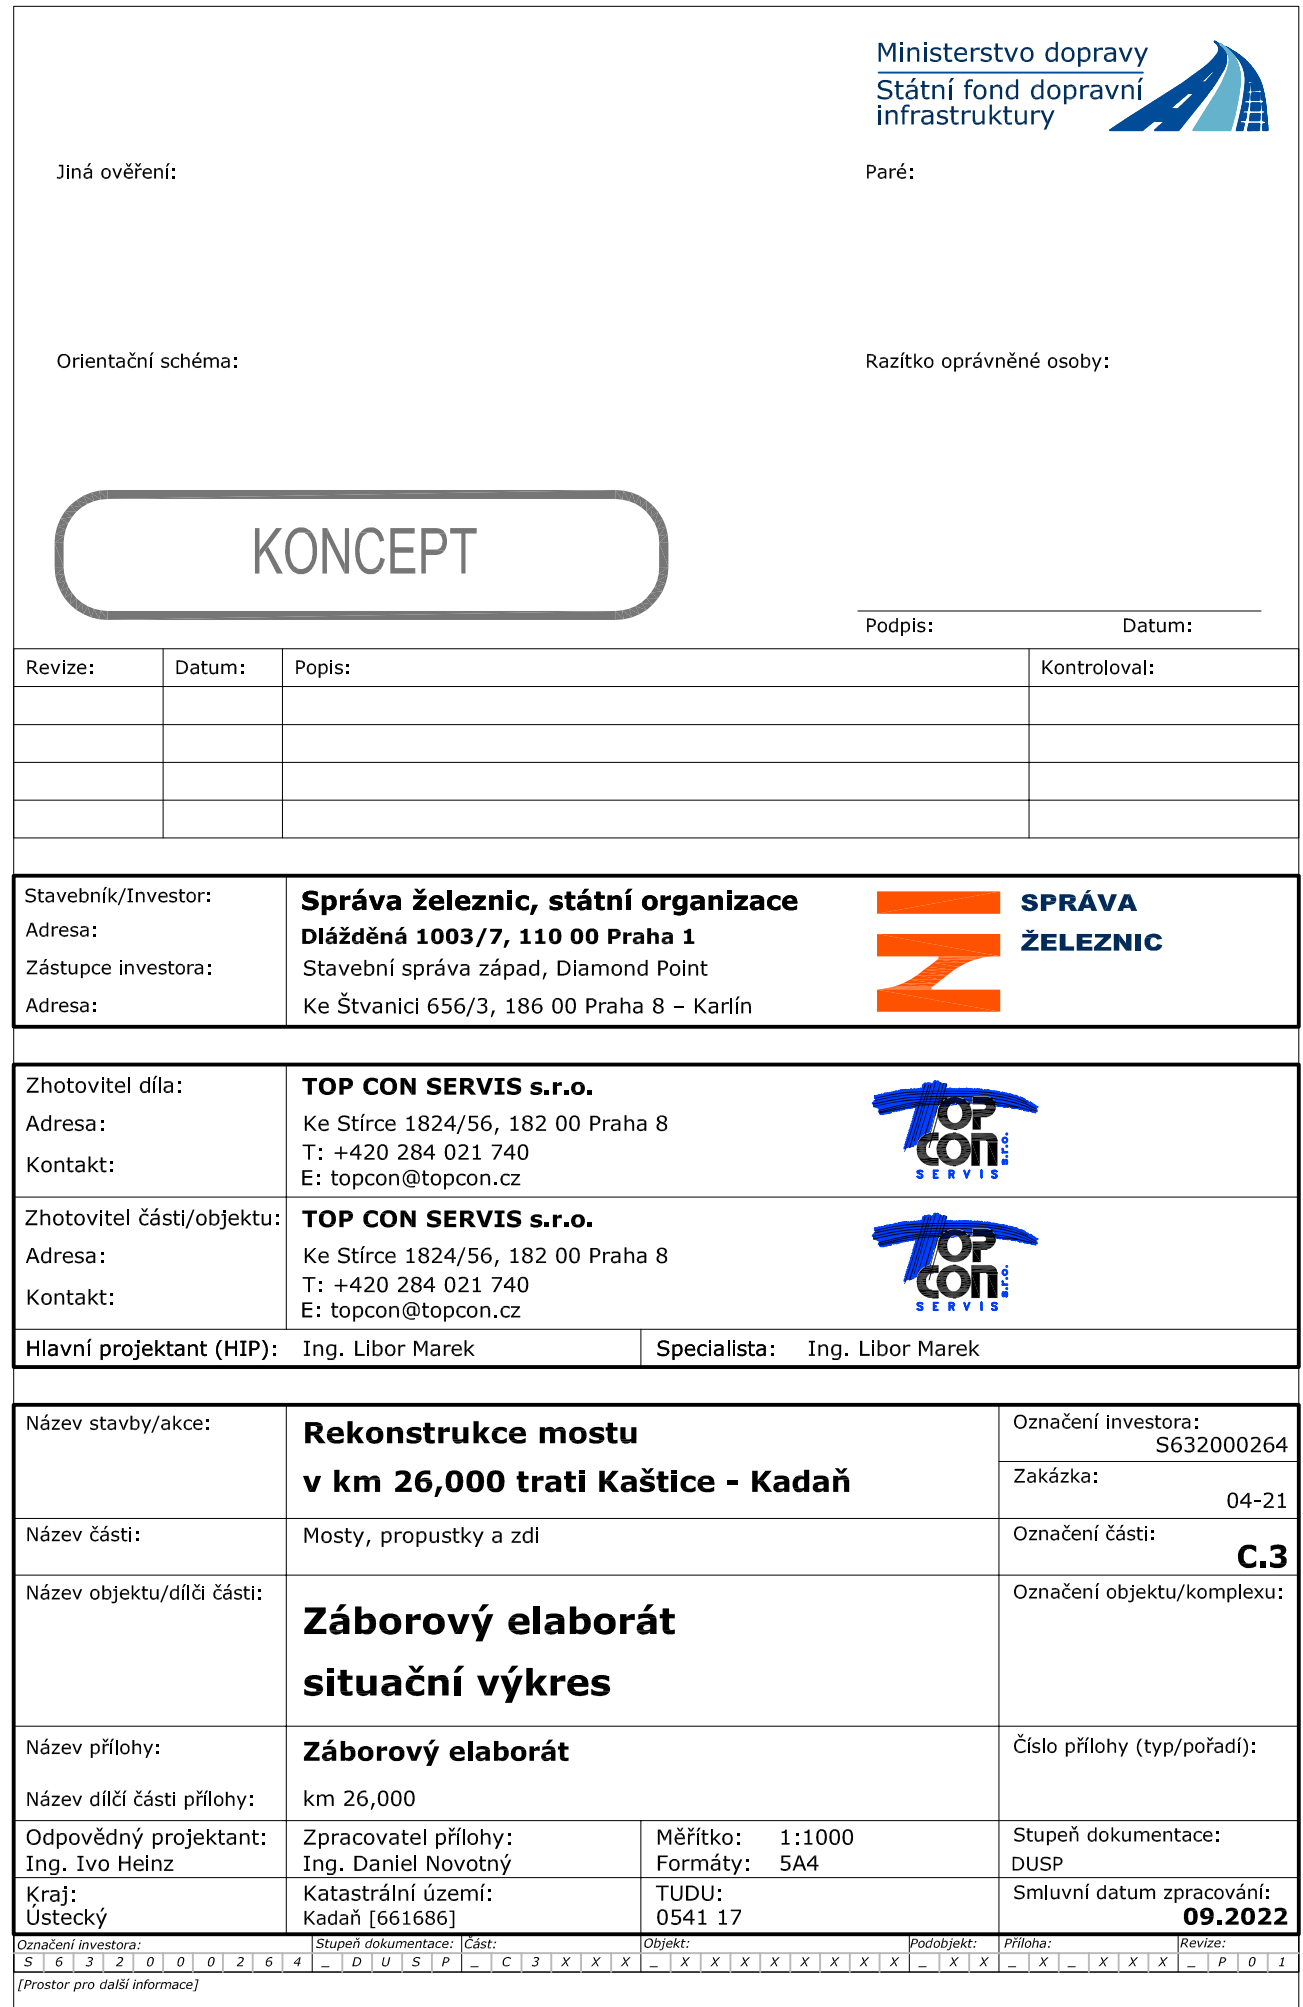 Ministerstvo dopravy
Státní fond dopravní
infrastruktury
Jiná ověření:
Paré:
Orientační schéma:
Razítko oprávněné osoby:
KONCEPT
Podpis: Datum:
Revize: Datum: Popis: Kontroloval:
Stavebník/Investor: Správa železnic, státní organizace
Adresa: Dlážděná 1003/7, 110 00 Praha 1
Zástupce investora: Stavební správa západ, Diamond Point
Adresa: Ke Štvanici 656/3, 186 00 Praha 8 – Karlín
SPRÁVA
ŽELEZNIC
Zhotovitel díla: TOP CON SERVIS s.r.o.
Adresa: Ke Stírce 1824/56, 182 00 Praha 8
Kontakt: T: +420 284 021 740
E: topcon@topcon.cz
TOP
CON s.r.o.
SERVIS
Zhotovitel části/objektu: TOP CON SERVIS s.r.o.
Adresa: Ke Stírce 1824/56, 182 00 Praha 8
Kontakt: T: +420 284 021 740
E: topcon@topcon.cz
TOP
CON s.r.o.
SERVIS
Hlavní projektant (HIP): Ing. Libor Marek Specialista: Ing. Libor Marek
Název stavby/akce: Rekonstrukce mostu
v km 26,000 trati Kaštice - Kadaň
Označení investora:
S632000264
Zakázka:
04-21
Název části: Mosty, propustky a zdi
Označení části:
C.3
Název objektu/dílči části: Záborový elaborát
situační výkres
Označení objektu/komplexu:
Název přílohy: Záborový elaborát
Číslo přílohy (typ/pořadí):
Název dílčí části přílohy: km 26,000
Odpovědný projektant: Zpracovatel přílohy: Měřítko: 1:1000 Stupeň dokumentace:
Ing. Ivo Heinz Ing. Daniel Novotný Formáty: 5A4 DUSP
Kraj: Katastrální území: TUDU: Smluvní datum zpracování:
Ústecký Kadaň [661686] 0541 17 09.2022
Označení investora: Stupeň dokumentace: Část: Objekt: Podobjekt: Příloha: Revize:
S 6 3 2 0 0 0 2 6 4 _ D U S P _ C 3 X X X _ X X X X X X X X _ X X _ X _ X X X _ P 0 1
[Prostor pro další informace]